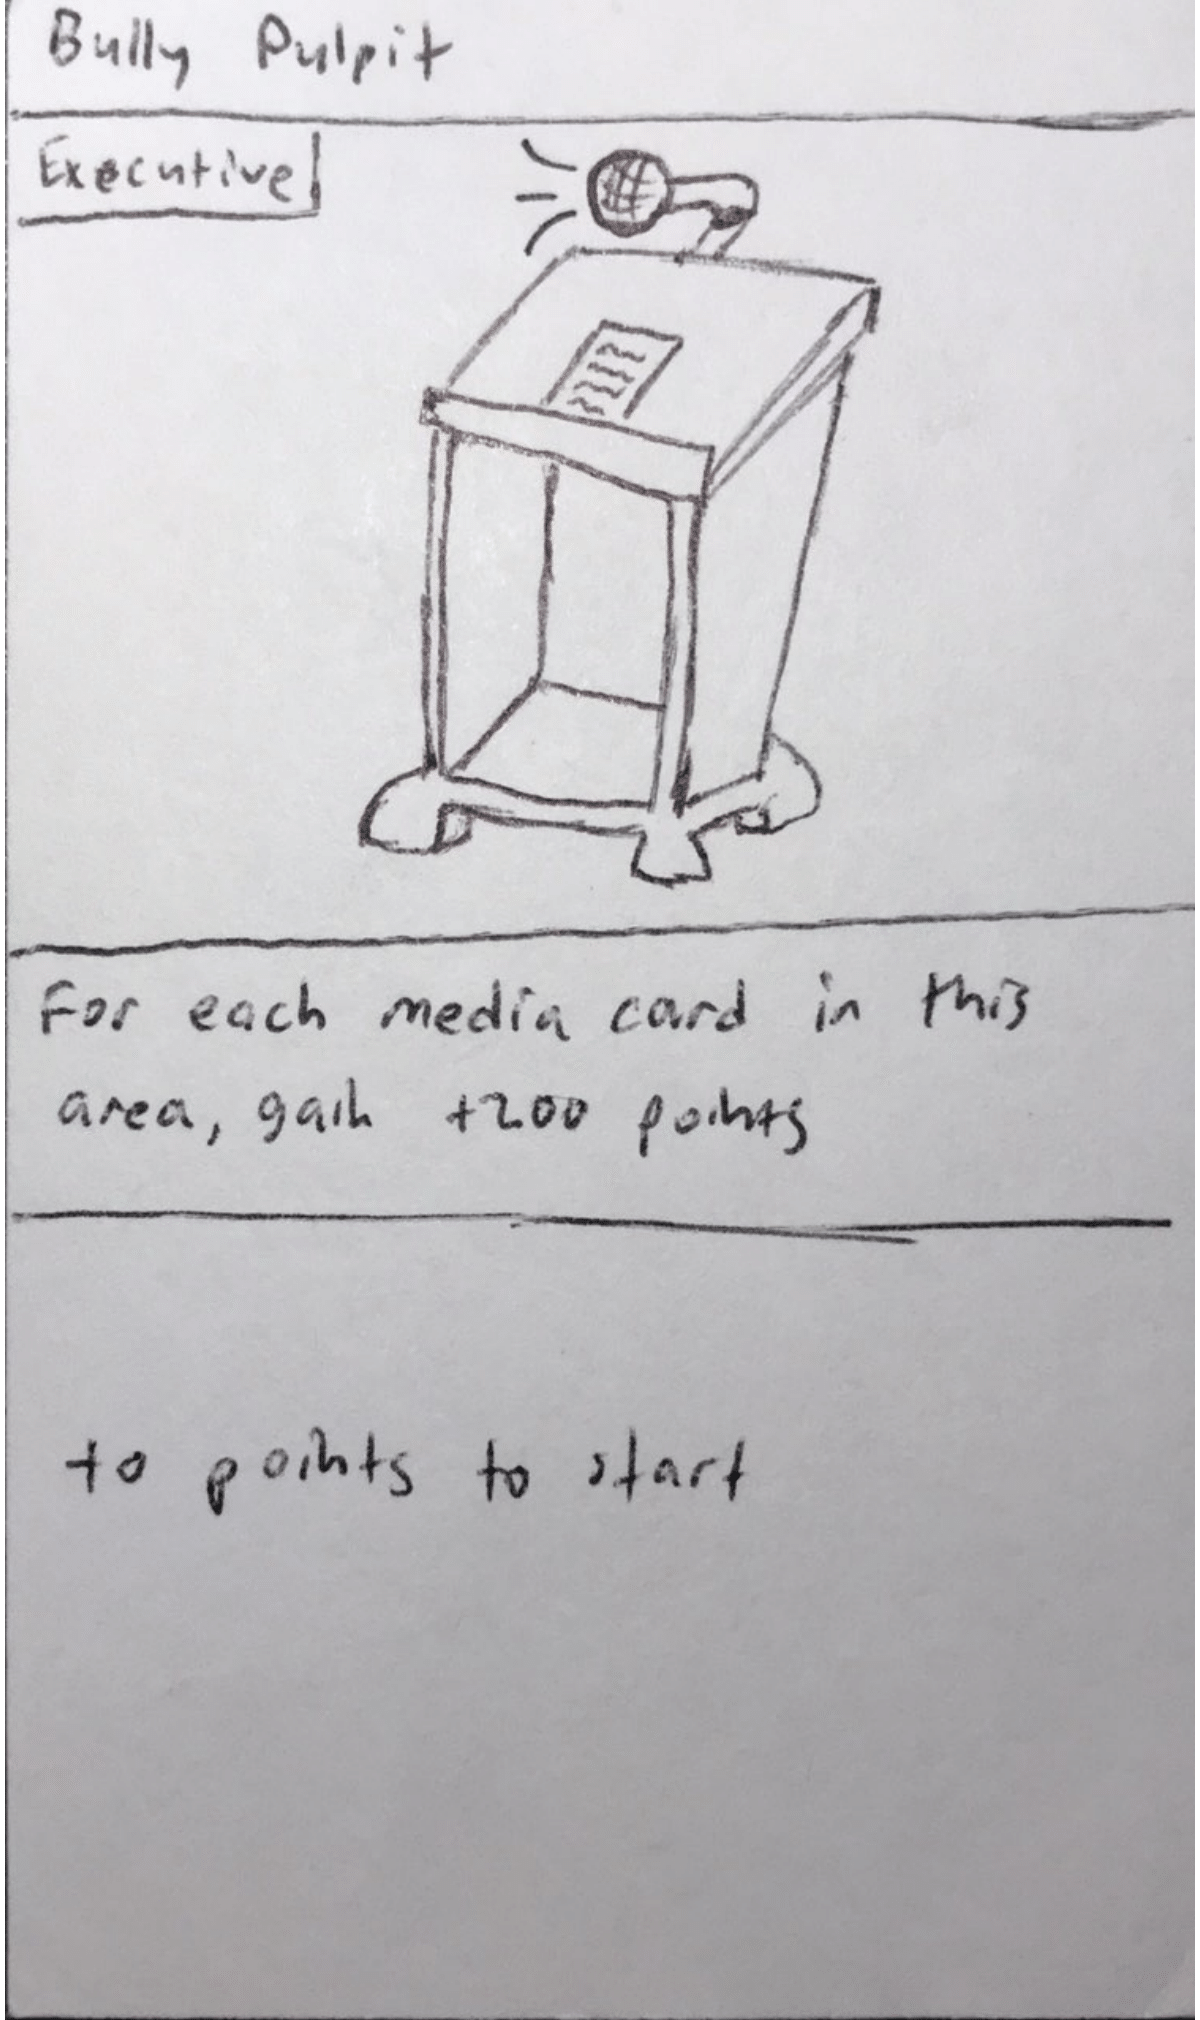 Bully Pulpit
Executive
For each media card in this
area, gain +200 points
to points to start